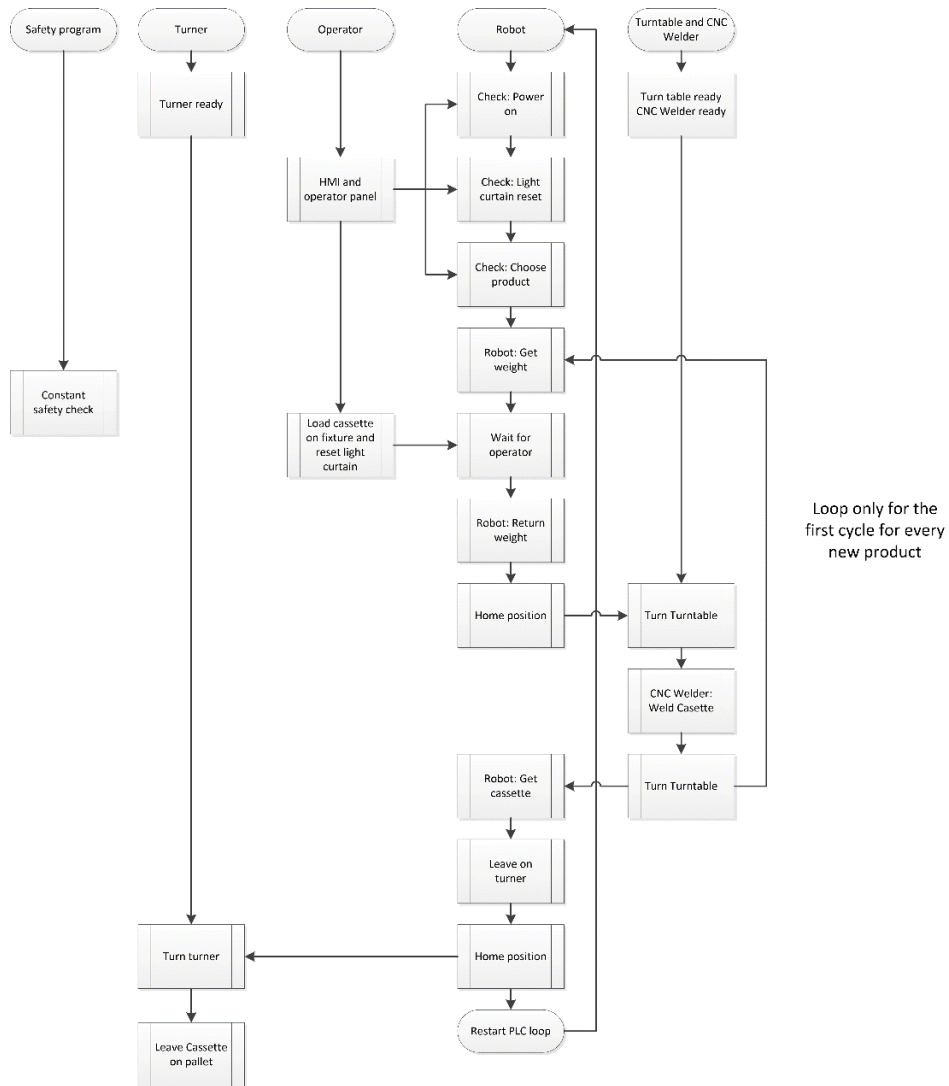 Safety program
Turner
Operator
Robot
Turntable and CNC
Welder
Turner ready
Check: Power
on
Turn table ready
CNC Welder ready
HMI and
operator panel
Check: Light
curtain reset
Check: Choose
product
Robot: Get
weight
Constant
safety check
Load cassette
on fixture and
reset light
curtain
Wait for
operator
Loop only for the
first cycle for every
new product
Robot: Return
weight
Home position
Turn Turntable
CNC Welder:
Weld Casette
Robot: Get
cassette
Turn Turntable
Leave on
turner
Turn turner
Home position
Restart PLC loop
Leave Cassette
on pallet